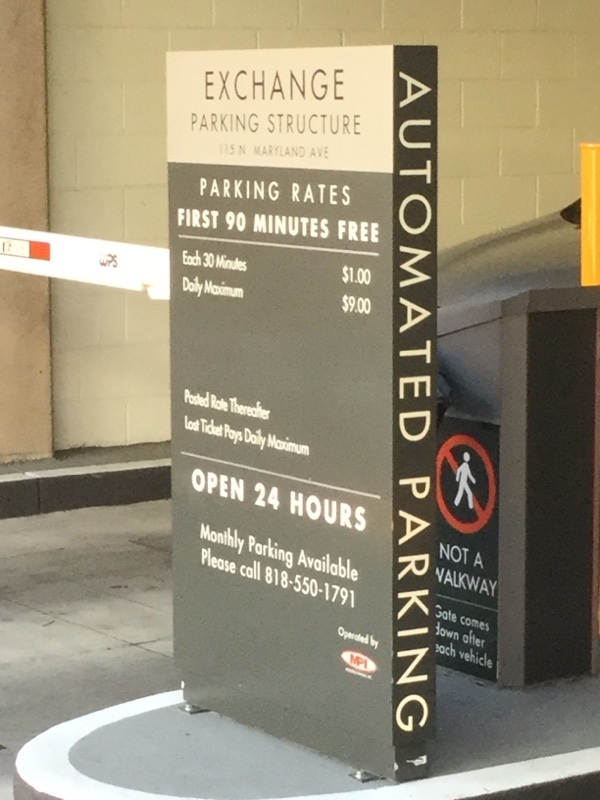 EXCHANGE
PARKING STRUCTURE
115 N. MARYLAND AVE
PARKING RATES
FIRST 90 MINUTES FREE
Each 30 Minutes $1.00
Daily Maximum $9.00
Posted Rate Thereafter
Lost Ticket Pays Daily Maximum
OPEN 24 HOURS
Monthly Parking Available
Please call 818-550-1791
Operated by
MPI
AUTOMATED PARKING
WPS
NOT A
WALKWAY
Gate comes
down after
each vehicle